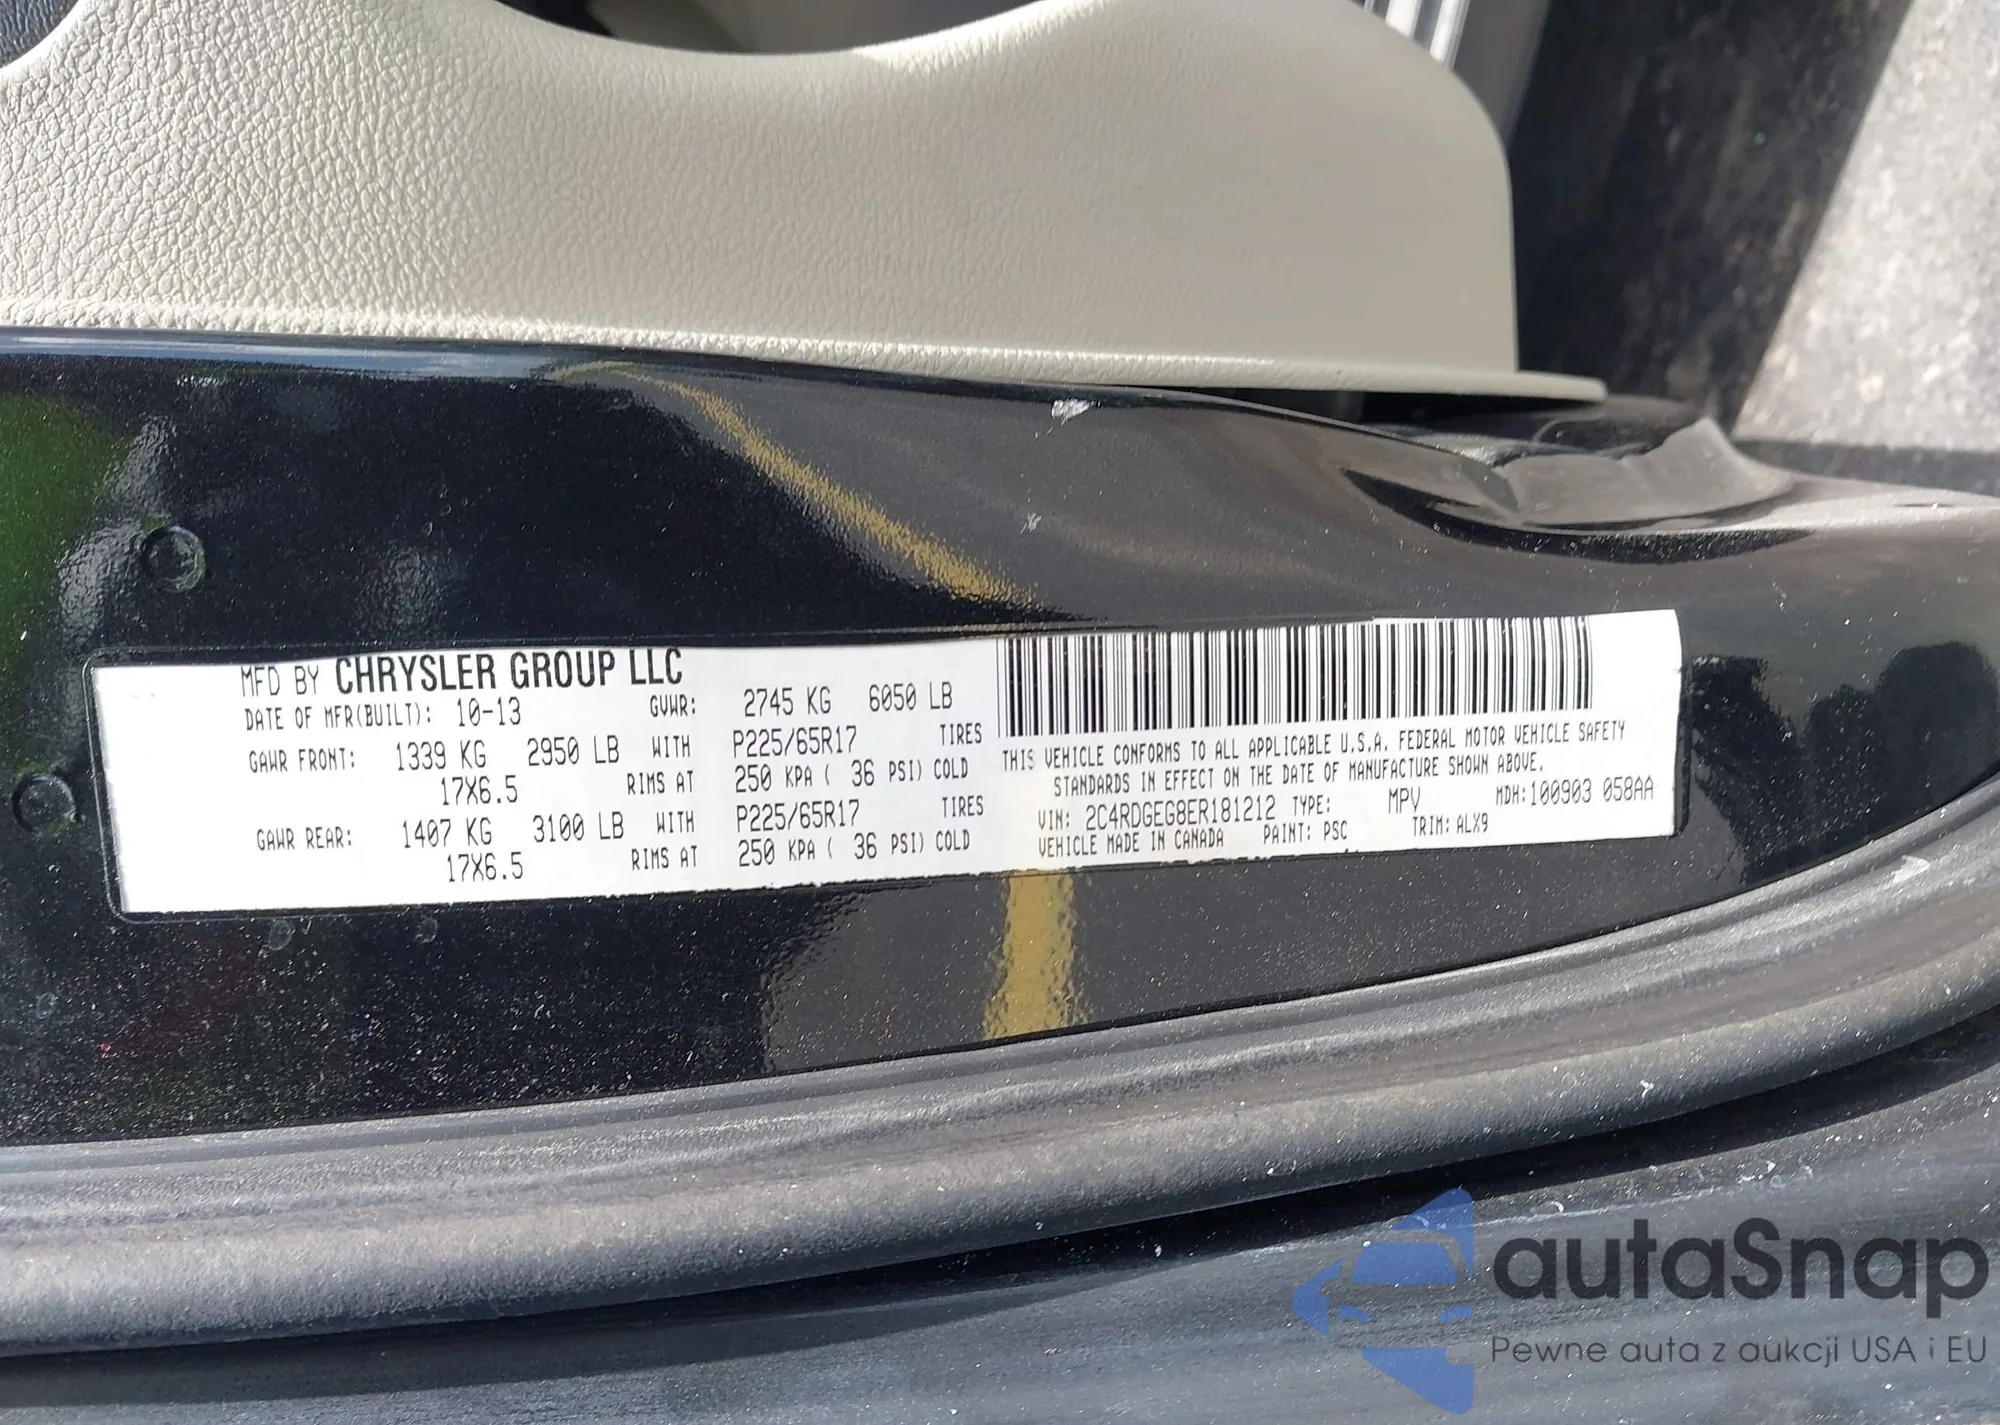 MFD BY CHRYSLER GROUP LLC
DATE OF MFR(BUILT): 10-13 GVWR: 2745 KG 6050 LB
GAWR FRONT: 1339 KG 2950 LB WITH P225/65R17 TIRES
17X6.5 RIMS AT 250 KPA ( 36 PSI) COLD
GAWR REAR: 1407 KG 3100 LB WITH P225/65R17 TIRES
17X6.5 RIMS AT 250 KPA ( 36 PSI) COLD
THIS VEHICLE CONFORMS TO ALL APPLICABLE U.S.A. FEDERAL MOTOR VEHICLE SAFETY
STANDARDS IN EFFECT ON THE DATE OF MANUFACTURE SHOWN ABOVE.
VIN: 2C4RDGEG8ER181212 TYPE: MPV MDH:100903 058AA
VEHICLE MADE IN CANADA PAINT: PSC TRIM: ALX9
autaSnap
Pewne auta z aukcji USA i EU